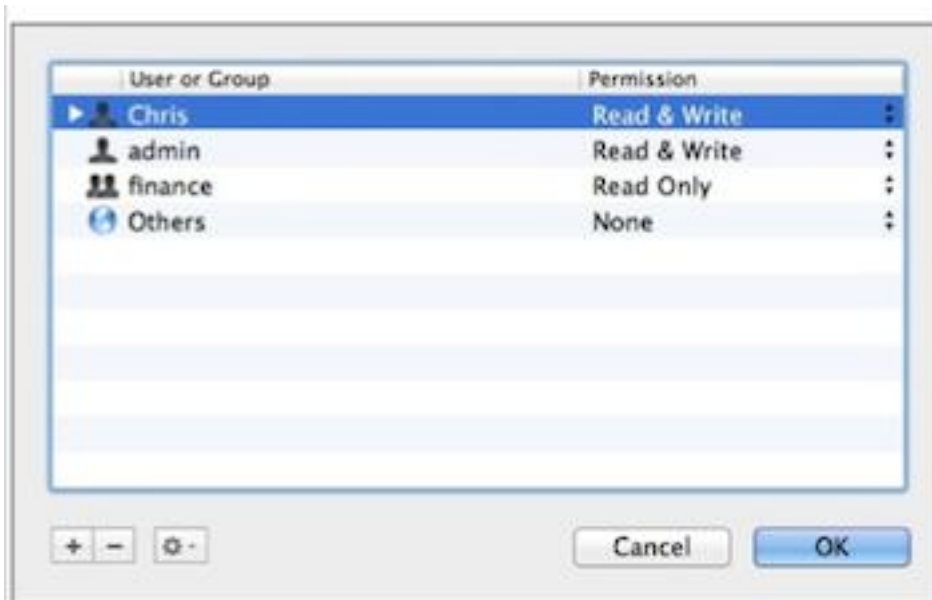 User or Group Permission
Chris Read & Write
admin Read & Write
finance Read Only
Others None
+ - Cancel OK